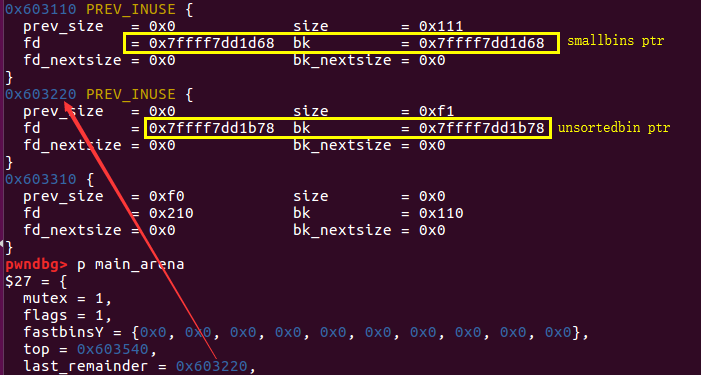 0x603110 PREV_INUSE {
  prev_size   = 0x0             size        = 0x111
  fd          = 0x7ffff7dd1d68  bk          = 0x7ffff7dd1d68  smallbins ptr
  fd_nextsize = 0x0             bk_nextsize = 0x0
}
0x603220 PREV_INUSE {
  prev_size   = 0x0             size        = 0xf1
  fd          = 0x7ffff7dd1b78  bk          = 0x7ffff7dd1b78  unsortedbin ptr
  fd_nextsize = 0x0             bk_nextsize = 0x0
}
0x603310 {
  prev_size   = 0xf0            size        = 0x0
  fd          = 0x210           bk          = 0x110
  fd_nextsize = 0x0             bk_nextsize = 0x0
}
pwndbg> p main_arena
$27 = {
  mutex = 1,
  flags = 1,
  fastbinsY = {0x0, 0x0, 0x0, 0x0, 0x0, 0x0, 0x0, 0x0, 0x0, 0x0},
  top = 0x603540,
  last_remainder = 0x603220,